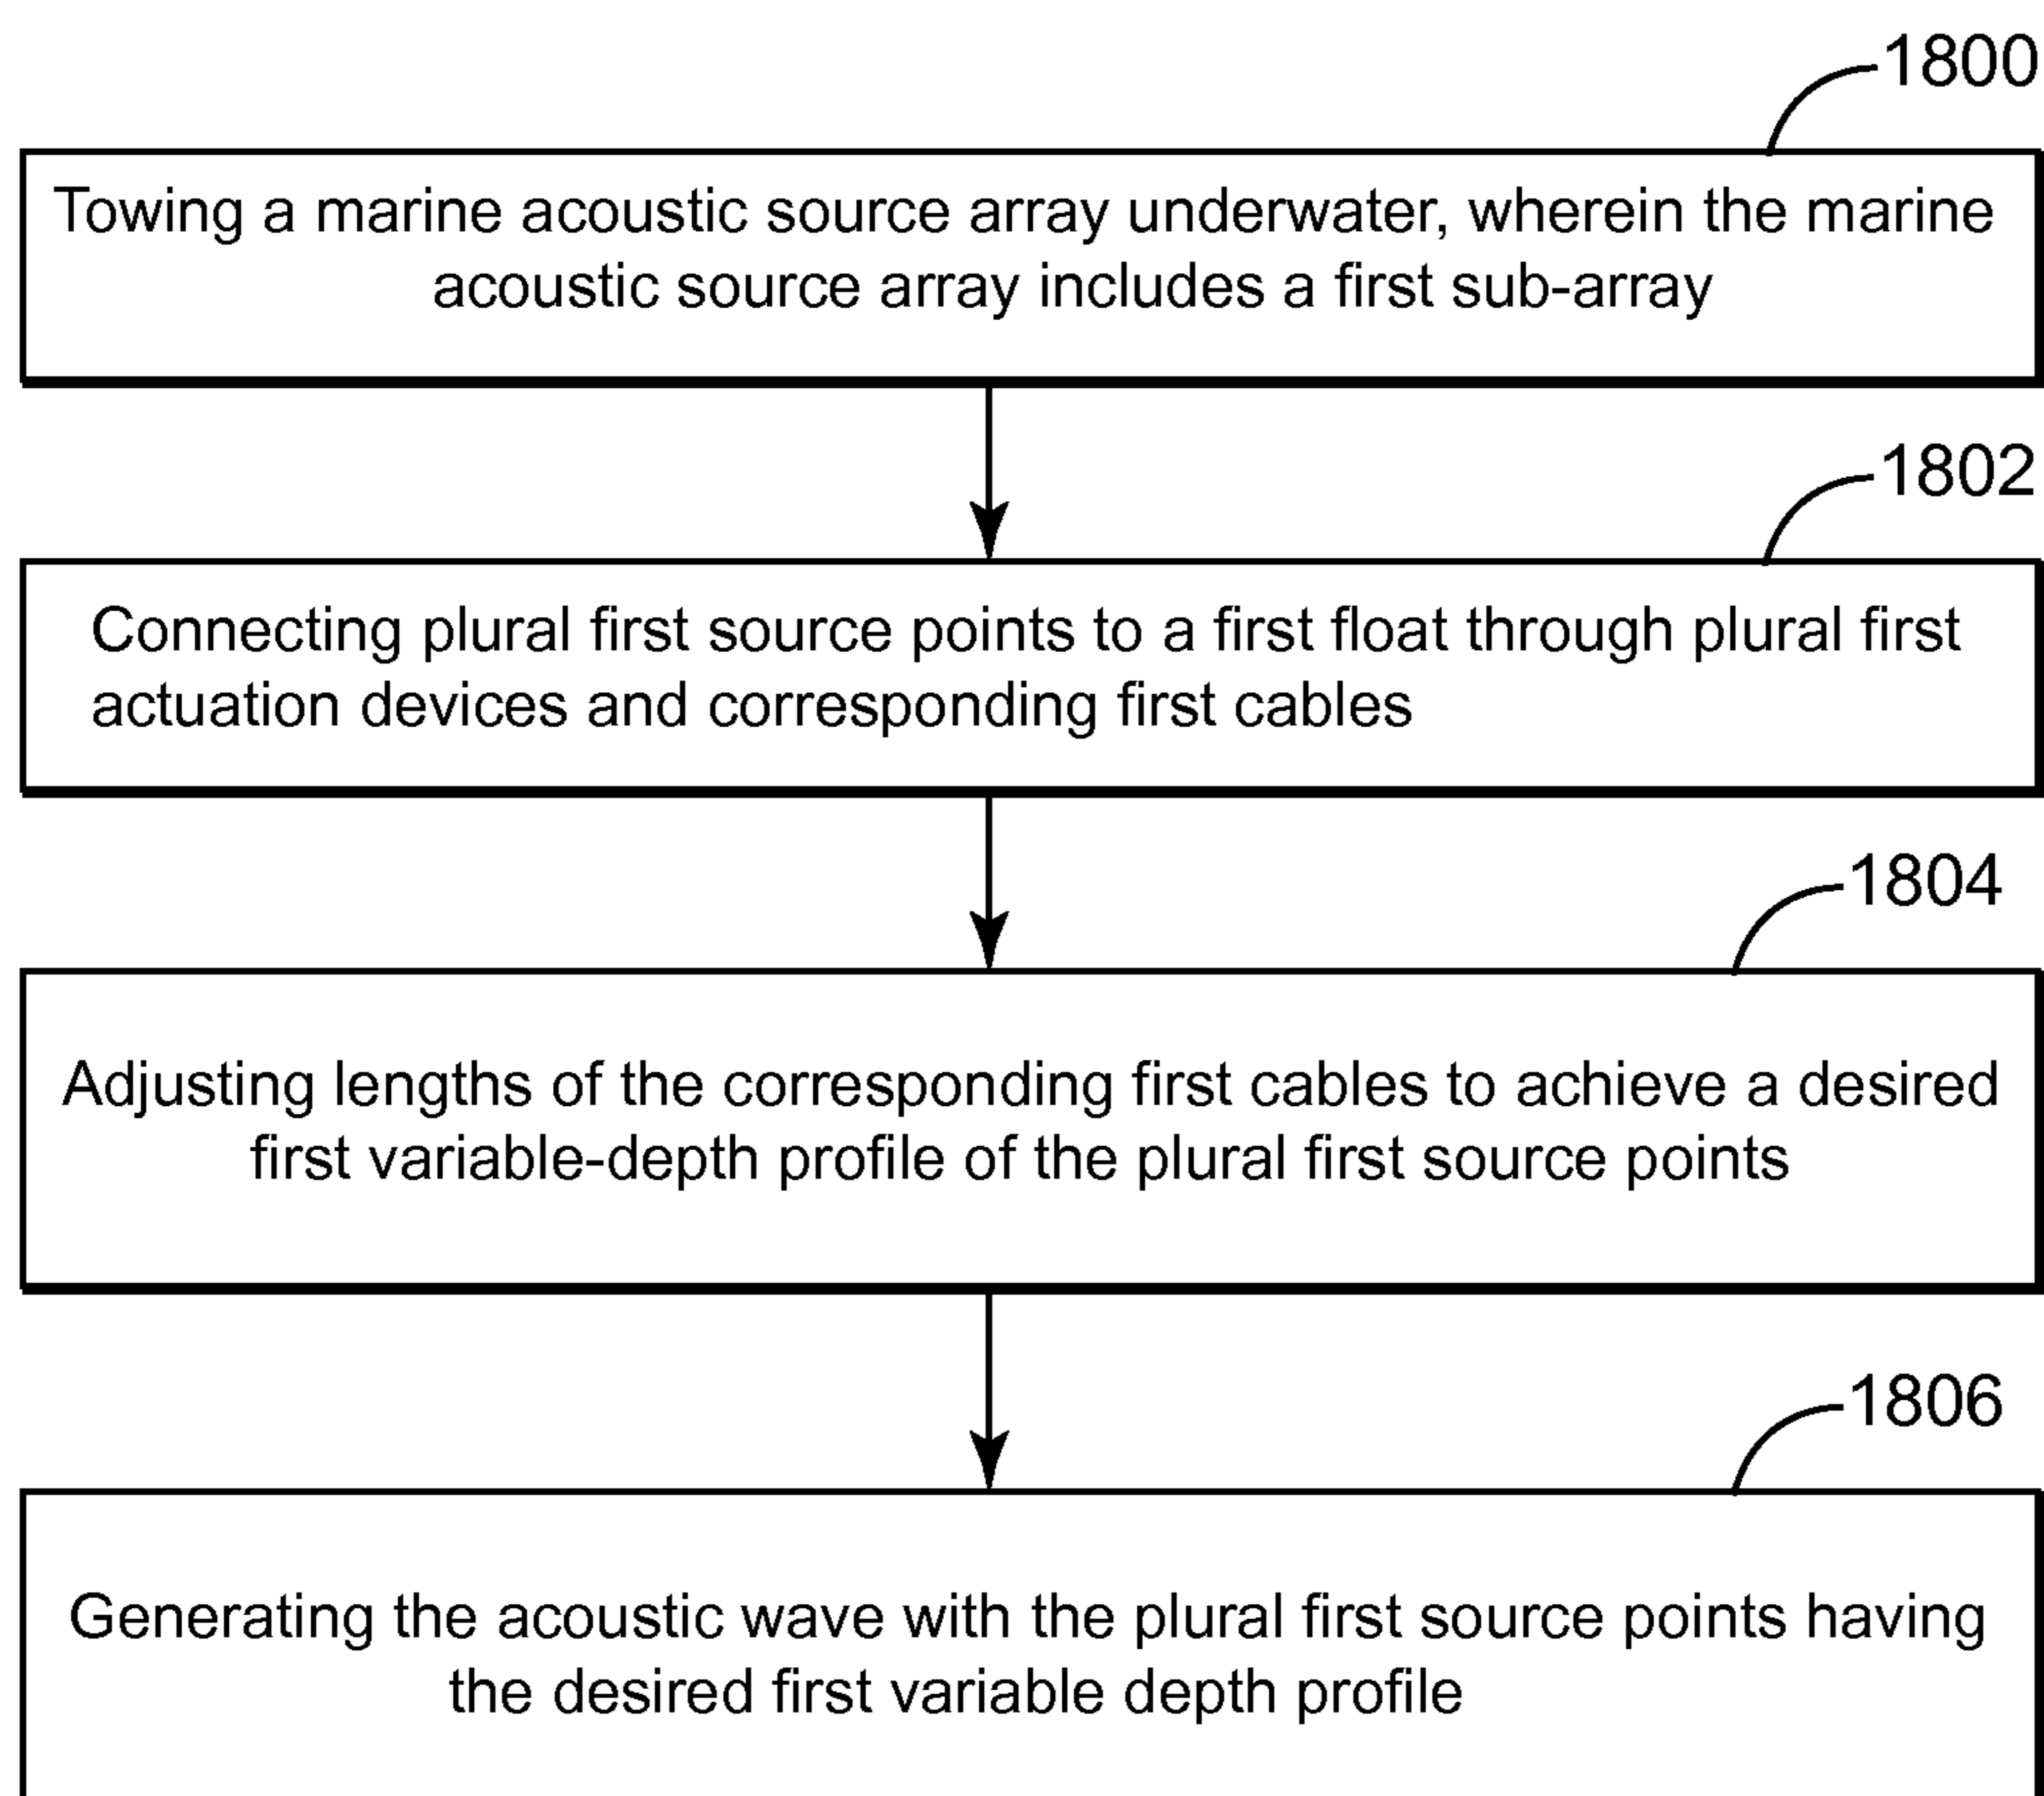 1800
Towing a marine acoustic source array underwater, wherein the marine
acoustic source array includes a first sub-array
1802
Connecting plural first source points to a first float through plural first
actuation devices and corresponding first cables
1804
Adjusting lengths of the corresponding first cables to achieve a desired
first variable-depth profile of the plural first source points
1806
Generating the acoustic wave with the plural first source points having
the desired first variable depth profile